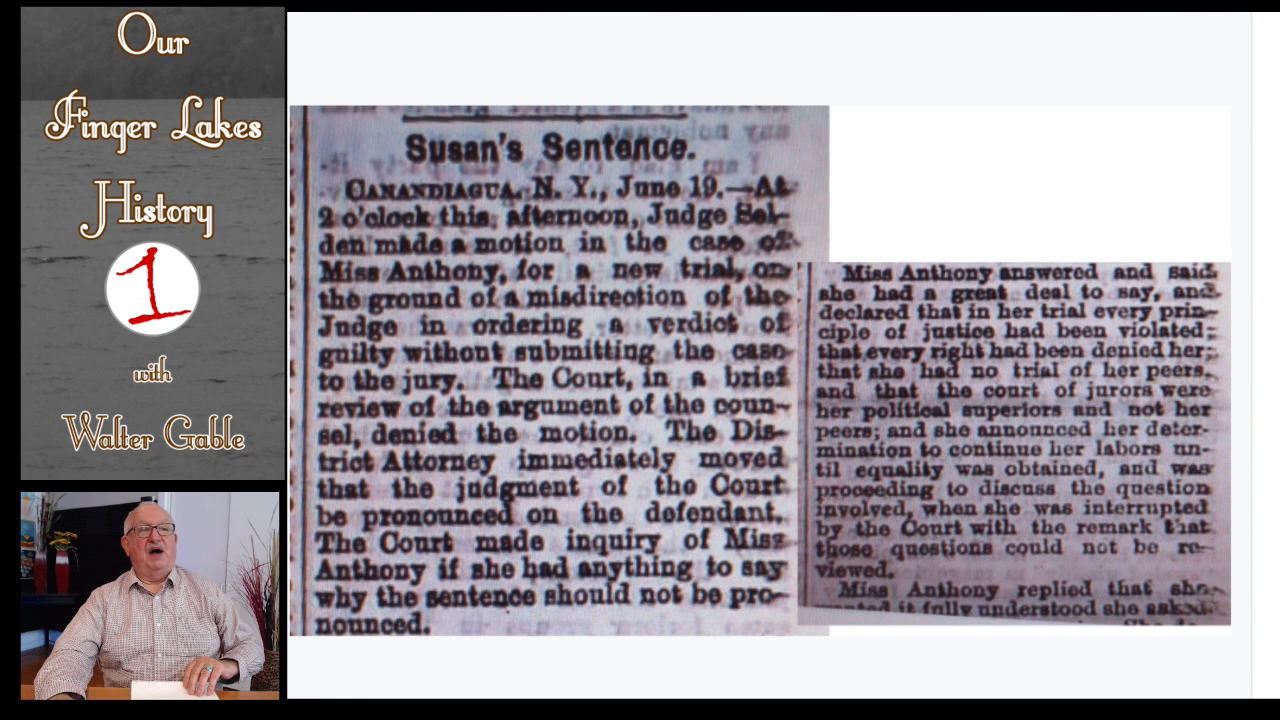 Our
Finger Lakes
History
1
with
Walter Gable
Susan's Sentence.
CANANDIAGUA, N. Y., June 19.—At
2 o'clock this afternoon, Judge Sel-
den made a motion in the case of
Miss Anthony, for a new trial, on
the ground of a misdirection of the
Judge in ordering a verdict of
guilty without submitting the case
to the jury. The Court, in a brief
review of the argument of the coun-
sel, denied the motion. The Dis-
trict Attorney immediately moved
that the judgment of the Court
be pronounced on the defendant.
The Court made inquiry of Miss
Anthony if she had anything to say
why the sentence should not be pro-
nounced.
Miss Anthony answered and said
she had a great deal to say, and
declared that in her trial every prin-
ciple of justice had been violated;
that every right had been denied her;
that she had no trial of her peers,
and that the court of jurors were
her political superiors and not her
peers; and she announced her deter-
mination to continue her labors un-
til equality was obtained, and was
proceeding to discuss the question
involved, when she was interrupted
by the Court with the remark that
those questions could not be re-
viewed.
Miss Anthony replied that she
it fully understood she asked